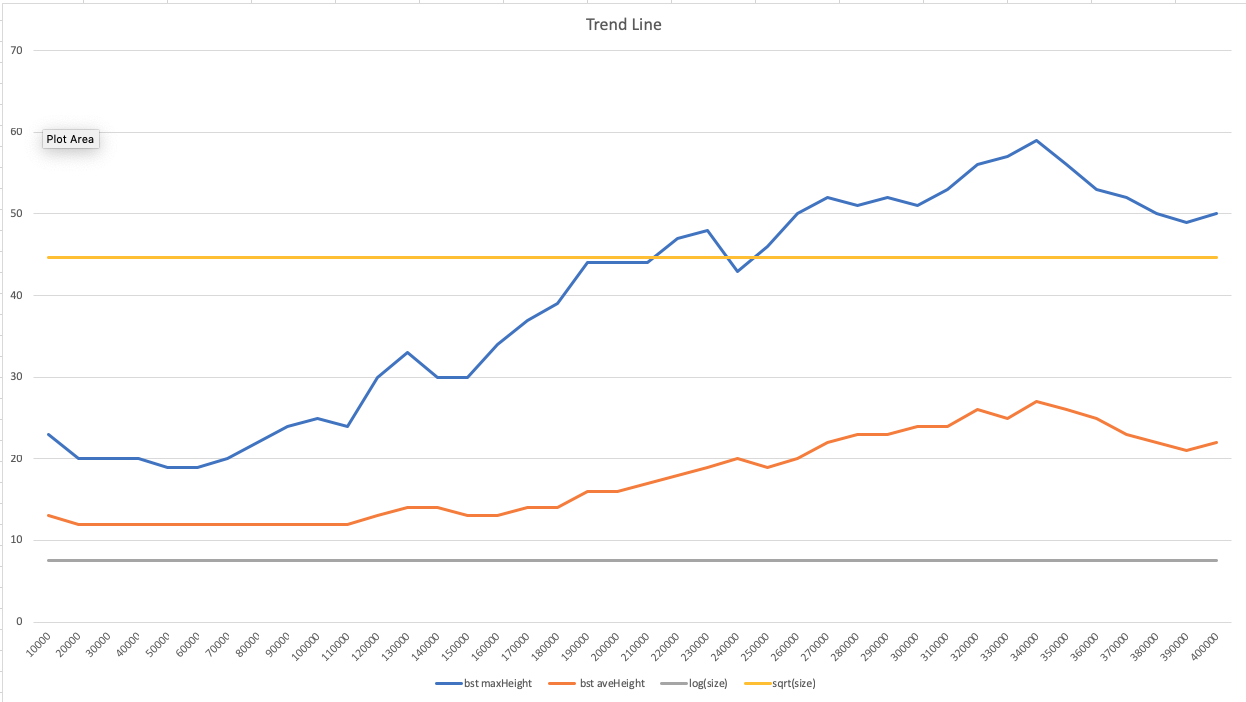 Trend Line
70
60
Plot Area
50
40
30
20
10
0
10000 20000 30000 40000 50000 60000 70000 80000 90000 100000 110000 120000 130000 140000 150000 160000 170000 180000 190000 200000 210000 220000 230000 240000 250000 260000 270000 280000 290000 300000 310000 320000 330000 340000 350000 360000 370000 380000 390000 400000
bst maxHeight bst aveHeight log(size) sqrt(size)